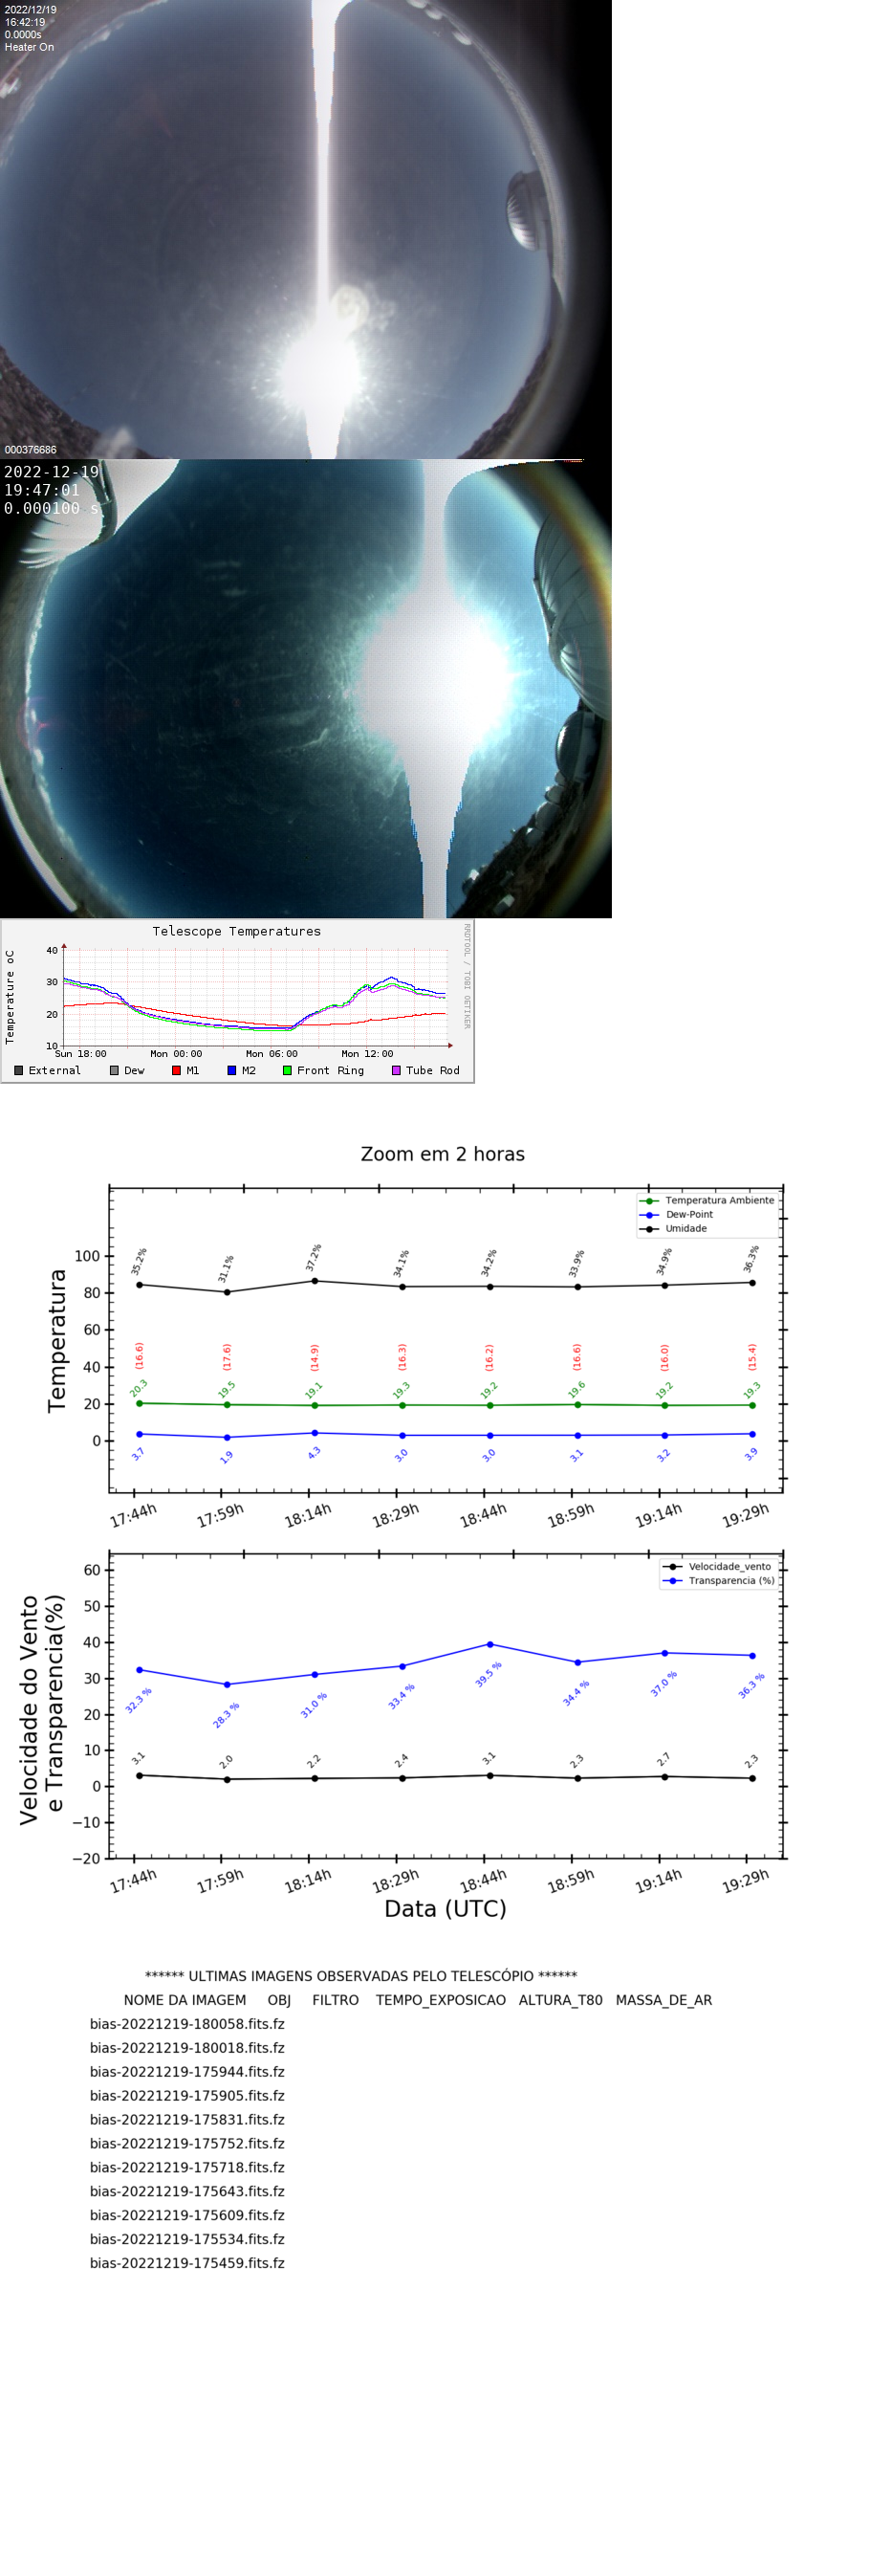 2022/12/19
16:42:19
0.0000s
Heater On
000376686
2022-12-19
19:47:01
0.000100 s
Telescope Temperatures
RRDTOOL / TOBI OETIKER
Temperature oC
40
30
20
10
Sun 18:00 Mon 00:00 Mon 06:00 Mon 12:00
External Dew M1 M2 Front Ring Tube Rod
Zoom em 2 horas
Temperatura Ambiente
Dew-Point
Umidade
Temperatura
100
80
60
40
20
0
35.2% 31.1% 37.2% 34.1% 34.2% 33.9% 34.9% 36.3%
(16.6) (17.6) (14.9) (16.3) (16.2) (16.6) (16.0) (15.4)
20.3 19.5 19.1 19.3 19.2 19.6 19.2 19.3
3.7 1.9 4.3 3.0 3.0 3.1 3.2 3.9
17:44h 17:59h 18:14h 18:29h 18:44h 18:59h 19:14h 19:29h
Velocidade_vento
Transparencia (%)
Velocidade do Vento
e Transparencia(%)
60
50
40
30
20
10
0
−10
−20
32.3 % 28.3 % 31.0 % 33.4 % 39.5 % 34.4 % 37.0 % 36.3 %
3.1 2.0 2.2 2.4 3.1 2.3 2.7 2.3
17:44h 17:59h 18:14h 18:29h 18:44h 18:59h 19:14h 19:29h
Data (UTC)
****** ULTIMAS IMAGENS OBSERVADAS PELO TELESCÓPIO ******
NOME DA IMAGEM OBJ FILTRO TEMPO_EXPOSICAO ALTURA_T80 MASSA_DE_AR
bias-20221219-180058.fits.fz
bias-20221219-180018.fits.fz
bias-20221219-175944.fits.fz
bias-20221219-175905.fits.fz
bias-20221219-175831.fits.fz
bias-20221219-175752.fits.fz
bias-20221219-175718.fits.fz
bias-20221219-175643.fits.fz
bias-20221219-175609.fits.fz
bias-20221219-175534.fits.fz
bias-20221219-175459.fits.fz